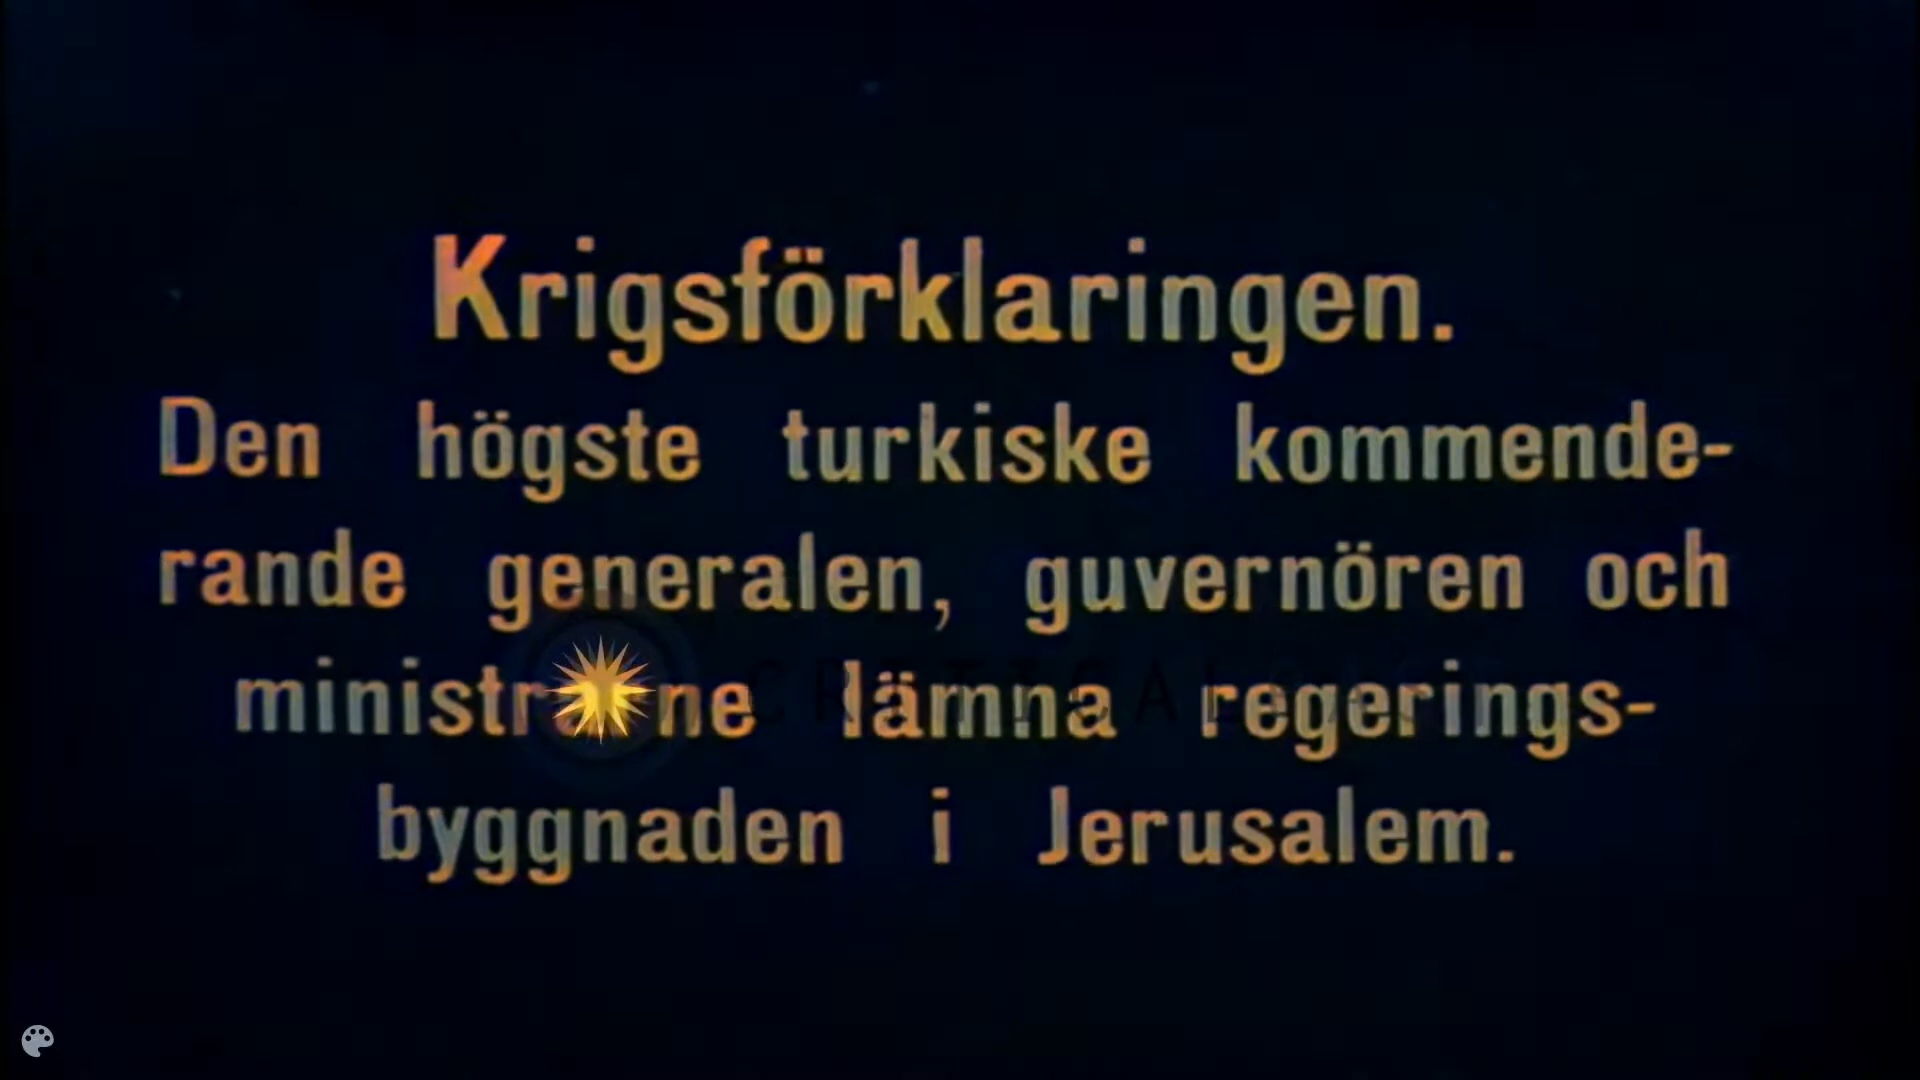 Krigsförklaringen.
Den högste turkiske kommende-
rande generalen, guvernören och
lämna regerings-
byggnaden i Jerusalem.